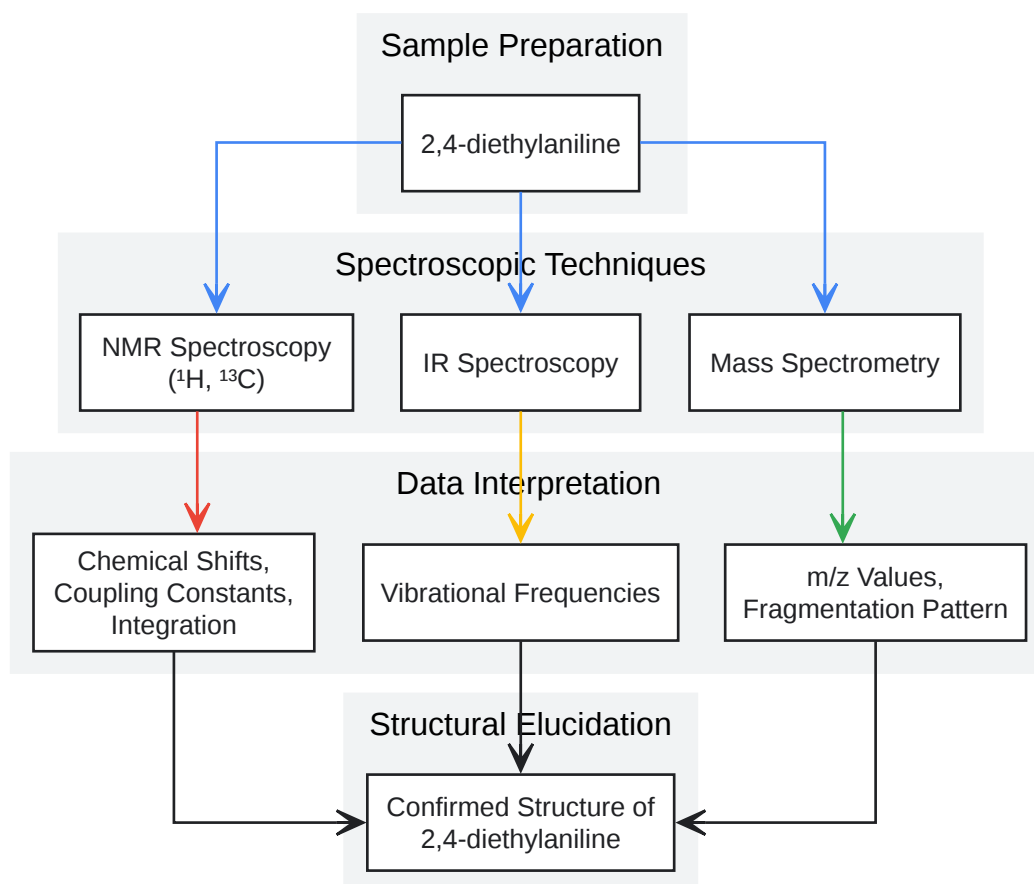 Sample Preparation
2,4-diethylaniline
Spectroscopic Techniques
NMR Spectroscopy
(¹H, ¹³C)
IR Spectroscopy
Mass Spectrometry
Data Interpretation
Chemical Shifts,
Coupling Constants,
Integration
Vibrational Frequencies
m/z Values,
Fragmentation Pattern
Structural Elucidation
Confirmed Structure of
2,4-diethylaniline